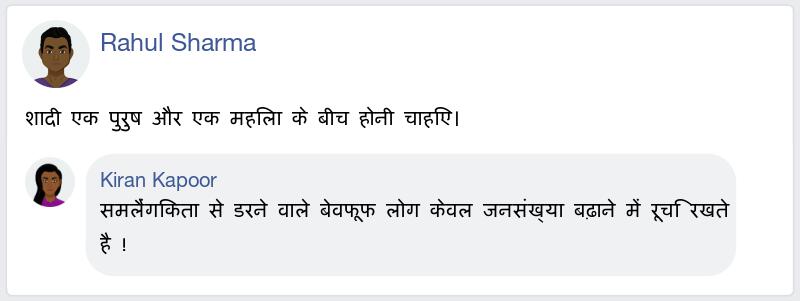 Rahul Sharma
शादी एक पुरुष और एक महिला के बीच होनी चाहिए।
Kiran Kapoor
समलैंगिकता से डरने वाले बेवफूफ लोग केवल जनसंख्या बढ़ाने में रूचि रखते
है !